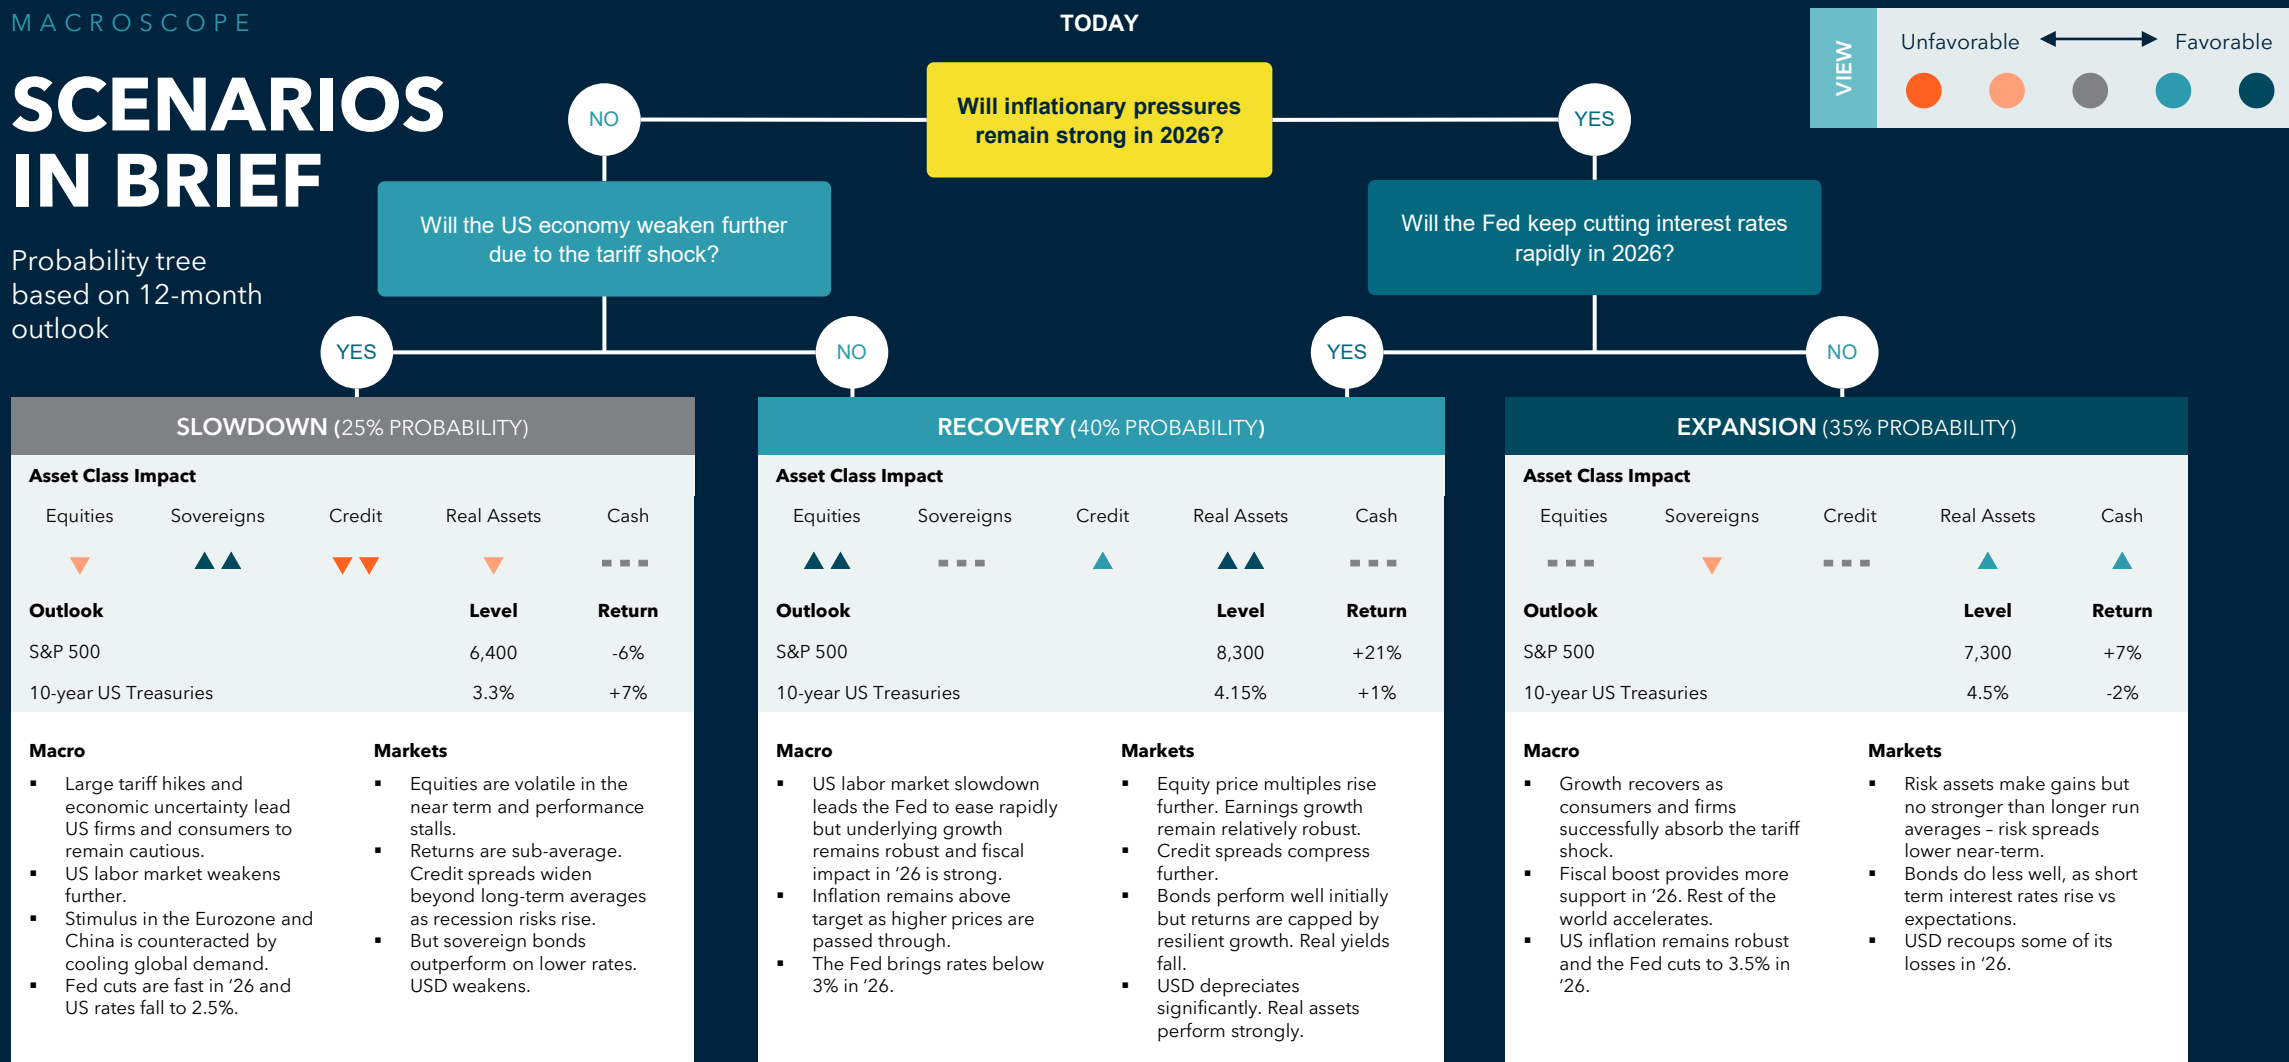 MACROSCOPE
SCENARIOS
IN BRIEF
Probability tree
based on 12-month
outlook
TODAY
Will inflationary pressures
remain strong in 2026?
VIEW
Unfavorable
Favorable
NO
YES
Will the US economy weaken further
due to the tariff shock?
Will the Fed keep cutting interest rates
rapidly in 2026?
YES
NO
YES
NO
SLOWDOWN (25% PROBABILITY)
Asset Class Impact
Equities Sovereigns Credit Real Assets Cash
Outlook Level Return
S&P 500 6,400 -6%
10-year US Treasuries 3.3% +7%
Macro
▪ Large tariff hikes and
economic uncertainty lead
US firms and consumers to
remain cautious.
▪ US labor market weakens
further.
▪ Stimulus in the Eurozone and
China is counteracted by
cooling global demand.
▪ Fed cuts are fast in ‘26 and
US rates fall to 2.5%.
Markets
▪ Equities are volatile in the
near term and performance
stalls.
▪ Returns are sub-average.
Credit spreads widen
beyond long-term averages
as recession risks rise.
▪ But sovereign bonds
outperform on lower rates.
USD weakens.
RECOVERY (40% PROBABILITY)
Asset Class Impact
Equities Sovereigns Credit Real Assets Cash
Outlook Level Return
S&P 500 8,300 +21%
10-year US Treasuries 4.15% +1%
Macro
▪ US labor market slowdown
leads the Fed to ease rapidly
but underlying growth
remains robust and fiscal
impact in ‘26 is strong.
▪ Inflation remains above
target as higher prices are
passed through.
▪ The Fed brings rates below
3% in ‘26.
Markets
▪ Equity price multiples rise
further. Earnings growth
remain relatively robust.
▪ Credit spreads compress
further.
▪ Bonds perform well initially
but returns are capped by
resilient growth. Real yields
fall.
▪ USD depreciates
significantly. Real assets
perform strongly.
EXPANSION (35% PROBABILITY)
Asset Class Impact
Equities Sovereigns Credit Real Assets Cash
Outlook Level Return
S&P 500 7,300 +7%
10-year US Treasuries 4.5% -2%
Macro
▪ Growth recovers as
consumers and firms
successfully absorb the tariff
shock.
▪ Fiscal boost provides more
support in ‘26. Rest of the
world accelerates.
▪ US inflation remains robust
and the Fed cuts to 3.5% in
‘26.
Markets
▪ Risk assets make gains but
no stronger than longer run
averages – risk spreads
lower near-term.
▪ Bonds do less well, as short
term interest rates rise vs
expectations.
▪ USD recoups some of its
losses in ‘26.